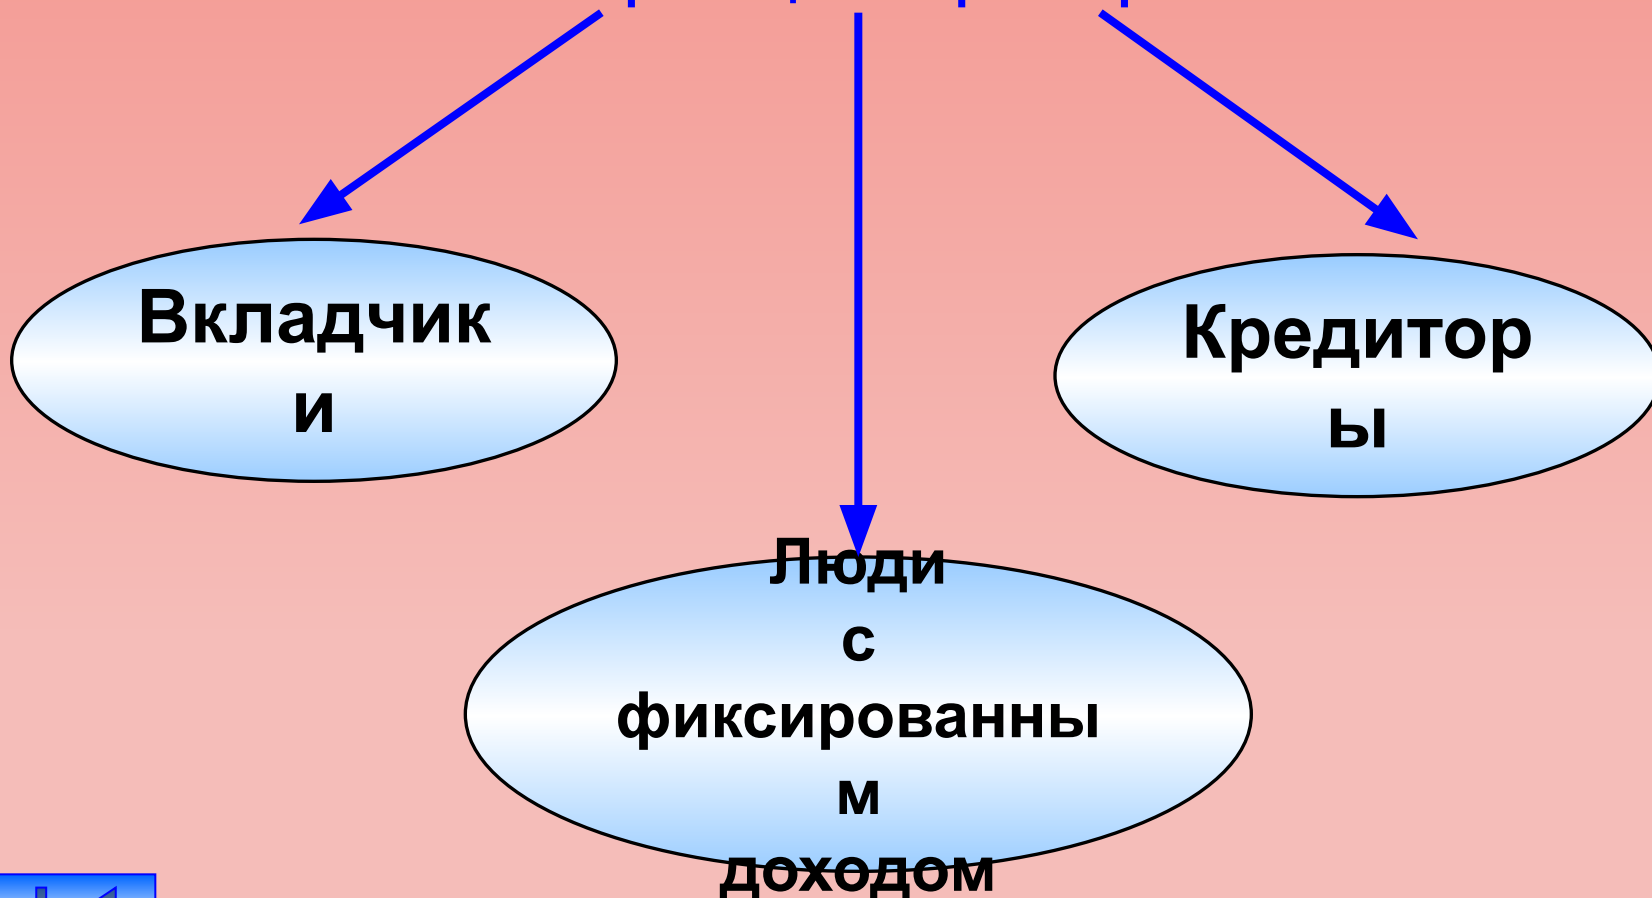 Вкладчик
и
Кредитор
ы
Люди
с
фиксированны
м
доходом